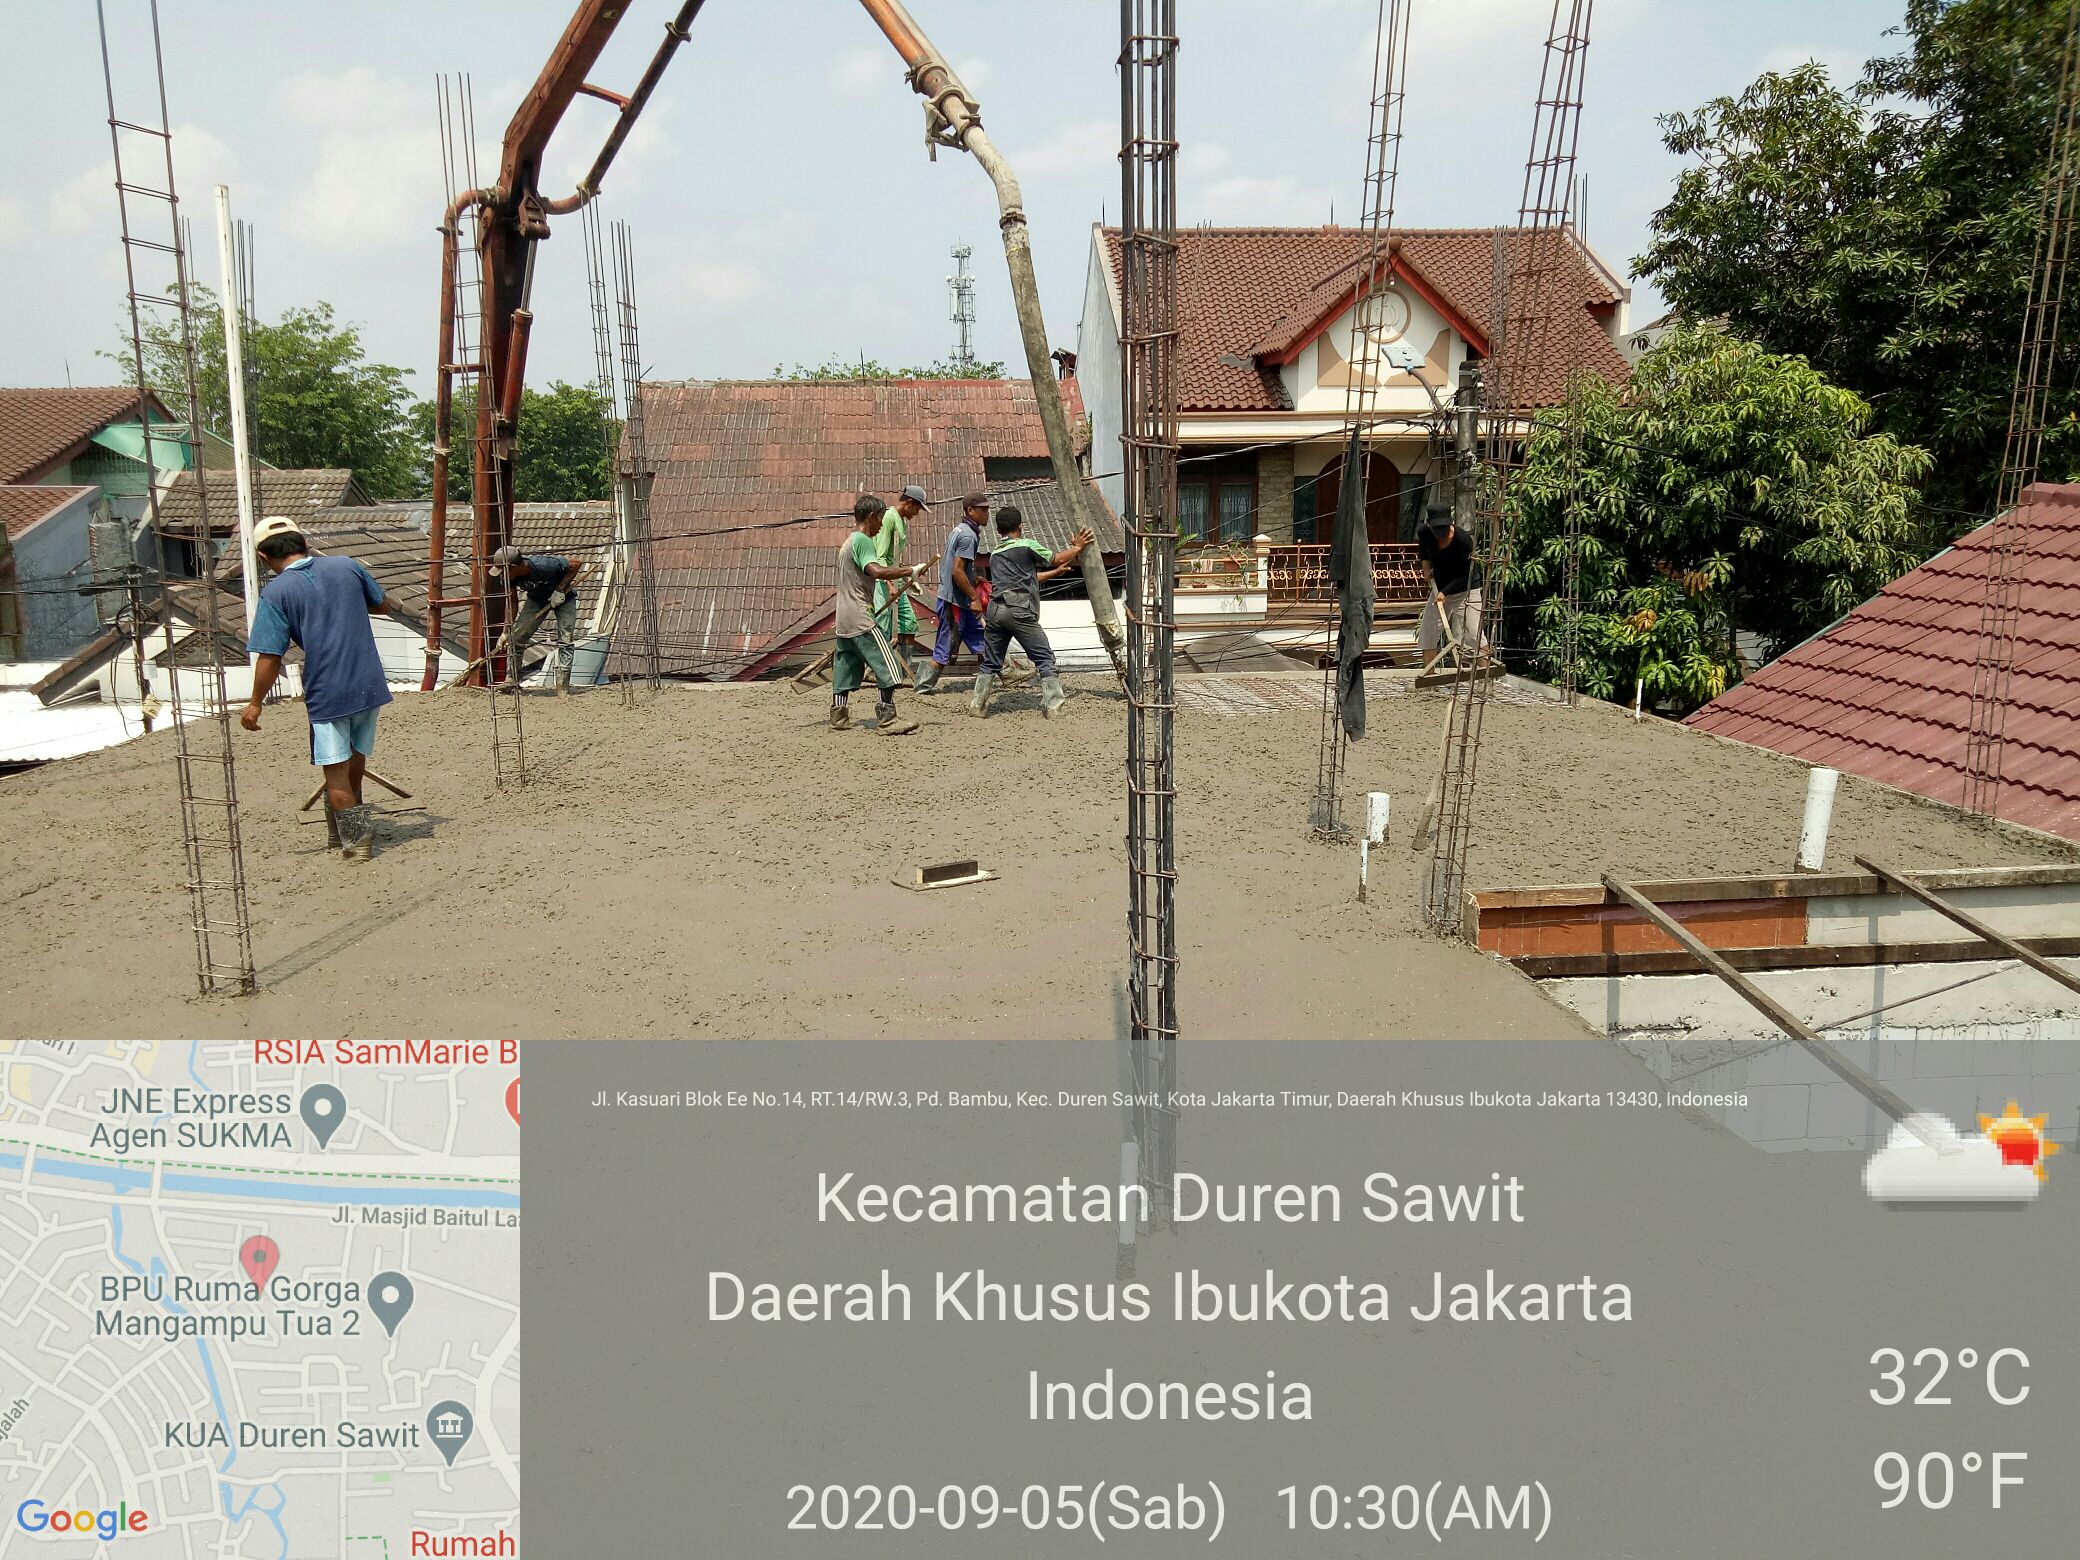 RSIA SamMarie B
JNE Express
Agen SUKMA
Jl. Masjid Baitul La
BPU Ruma Gorga
Mangampu Tua 2
KUA Duren Sawit
Google
Rumah
Jl. Kasuari Blok Ee No.14, RT.14/RW.3, Pd. Bambu, Kec. Duren Sawit, Kota Jakarta Timur, Daerah Khusus Ibukota Jakarta 13430, Indonesia
Kecamatan Duren Sawit
Daerah Khusus Ibukota Jakarta
Indonesia
2020-09-05(Sab) 10:30(AM)
32°C
90°F